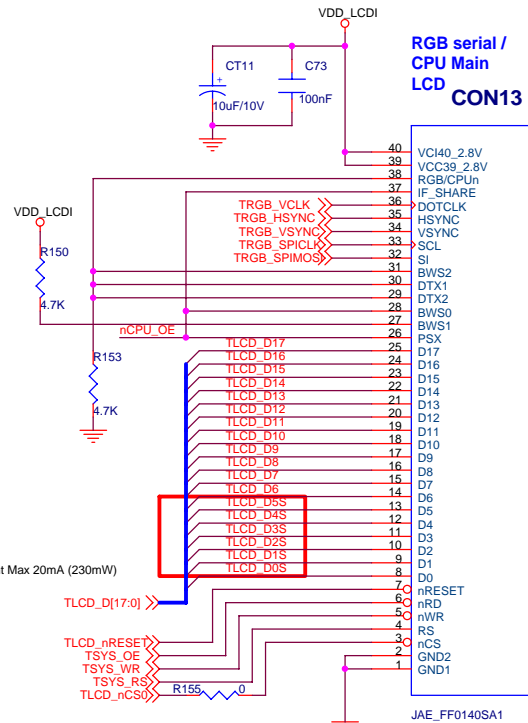 VDD_LCDI
RGB serial /
CPU Main
LCD
CON13
CT11
C73
+
10uF/10V
100nF
40 VCI40_2.8V
39 VCC39_2.8V
38 RGB/CPUn
37 IF_SHARE
TRGB_VCLK 36 DOTCLK
TRGB_HSYNC 35 HSYNC
TRGB_VSYNC 34 VSYNC
TRGB_SPICLK 33 SCL
TRGB_SPIMOSI 32 SI
VDD_LCDI
R150
4.7K
31 BWS2
30 DTX1
29 DTX2
28 BWS0
27 BWS1
nCPU_OE 26 PSX
R153
4.7K
TLCD_D17 25 D17
TLCD_D16 24 D16
TLCD_D15 23 D15
TLCD_D14 22 D14
TLCD_D13 21 D13
TLCD_D12 20 D12
TLCD_D11 19 D11
TLCD_D10 18 D10
TLCD_D9 17 D9
TLCD_D8 16 D8
TLCD_D7 15 D7
TLCD_D6 14 D6
TLCD_D5S 13 D5
TLCD_D4S 12 D4
TLCD_D3S 11 D3
TLCD_D2S 10 D2
TLCD_D1S 9 D1
TLCD_D0S 8 D0
t Max 20mA (230mW)
TLCD_D[17:0]
7 nRESET
6 nRD
5 nWR
4 RS
3 nCS
2 GND2
1 GND1
TLCD_nRESET
TSYS_OE
TSYS_WR
TSYS_RS
TLCD_nCS0
R155 0
JAE_FF0140SA1